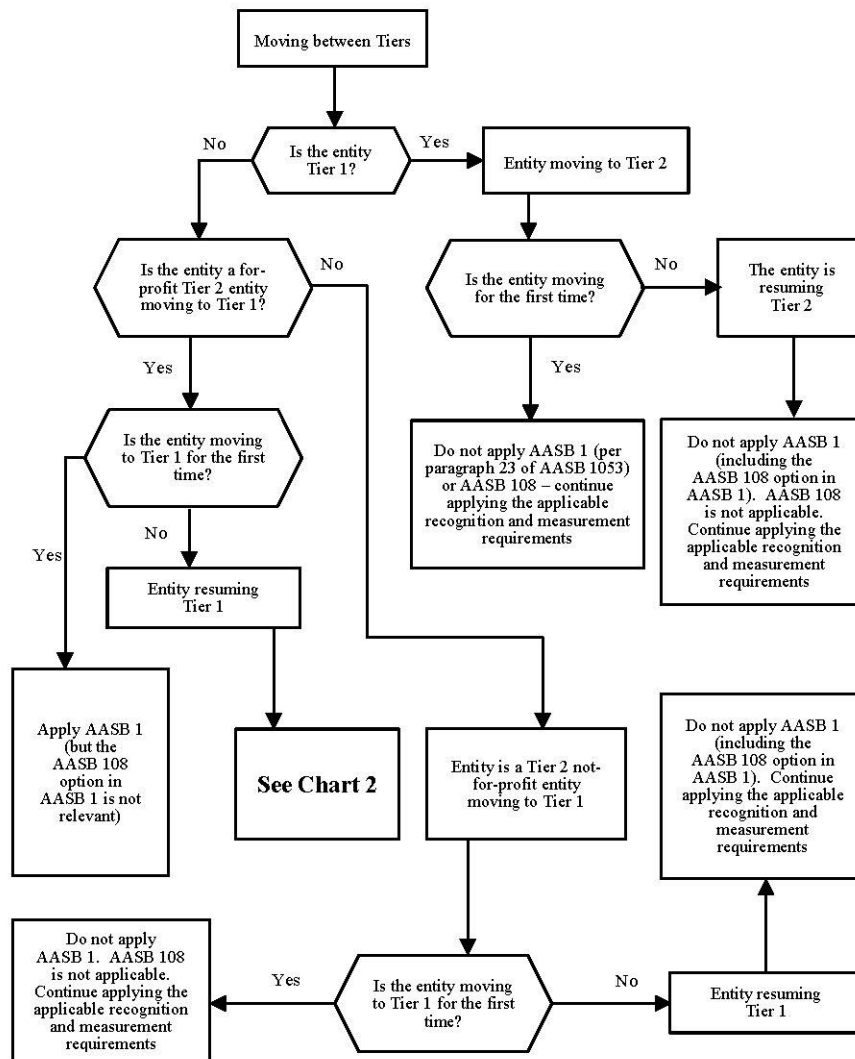 Moving between Tiers
No
Is the entity
Tier 1?
Yes
Entity moving to Tier 2
Is the entity a for-
profit Tier 2 entity
moving to Tier 1?
No
Is the entity moving
for the first time?
No
The entity is
resuming
Tier 2
Yes
Yes
Is the entity moving
to Tier 1 for the first
time?
Do not apply AASB 1 (per
paragraph 23 of AASB 1053)
or AASB 108 – continue
applying the applicable
recognition and measurement
requirements
Do not apply AASB 1
(including the
AASB 108 option in
AASB 1).  AASB 108
is not applicable.
Continue applying the
applicable recognition
and measurement
requirements
Yes
No
Entity resuming
Tier 1
Apply AASB 1
(but the
AASB 108
option in
AASB 1 is not
relevant)
See Chart 2
Entity is a Tier 2 not-
for-profit entity
moving to Tier 1
Do not apply AASB 1
(including the
AASB 108 option in
AASB 1).  Continue
applying the applicable
recognition and
measurement
requirements
Do not apply
AASB 1.  AASB 108
is not applicable.
Continue applying the
applicable recognition
and measurement
requirements
Yes
Is the entity moving
to Tier 1 for the first
time?
No
Entity resuming
Tier 1